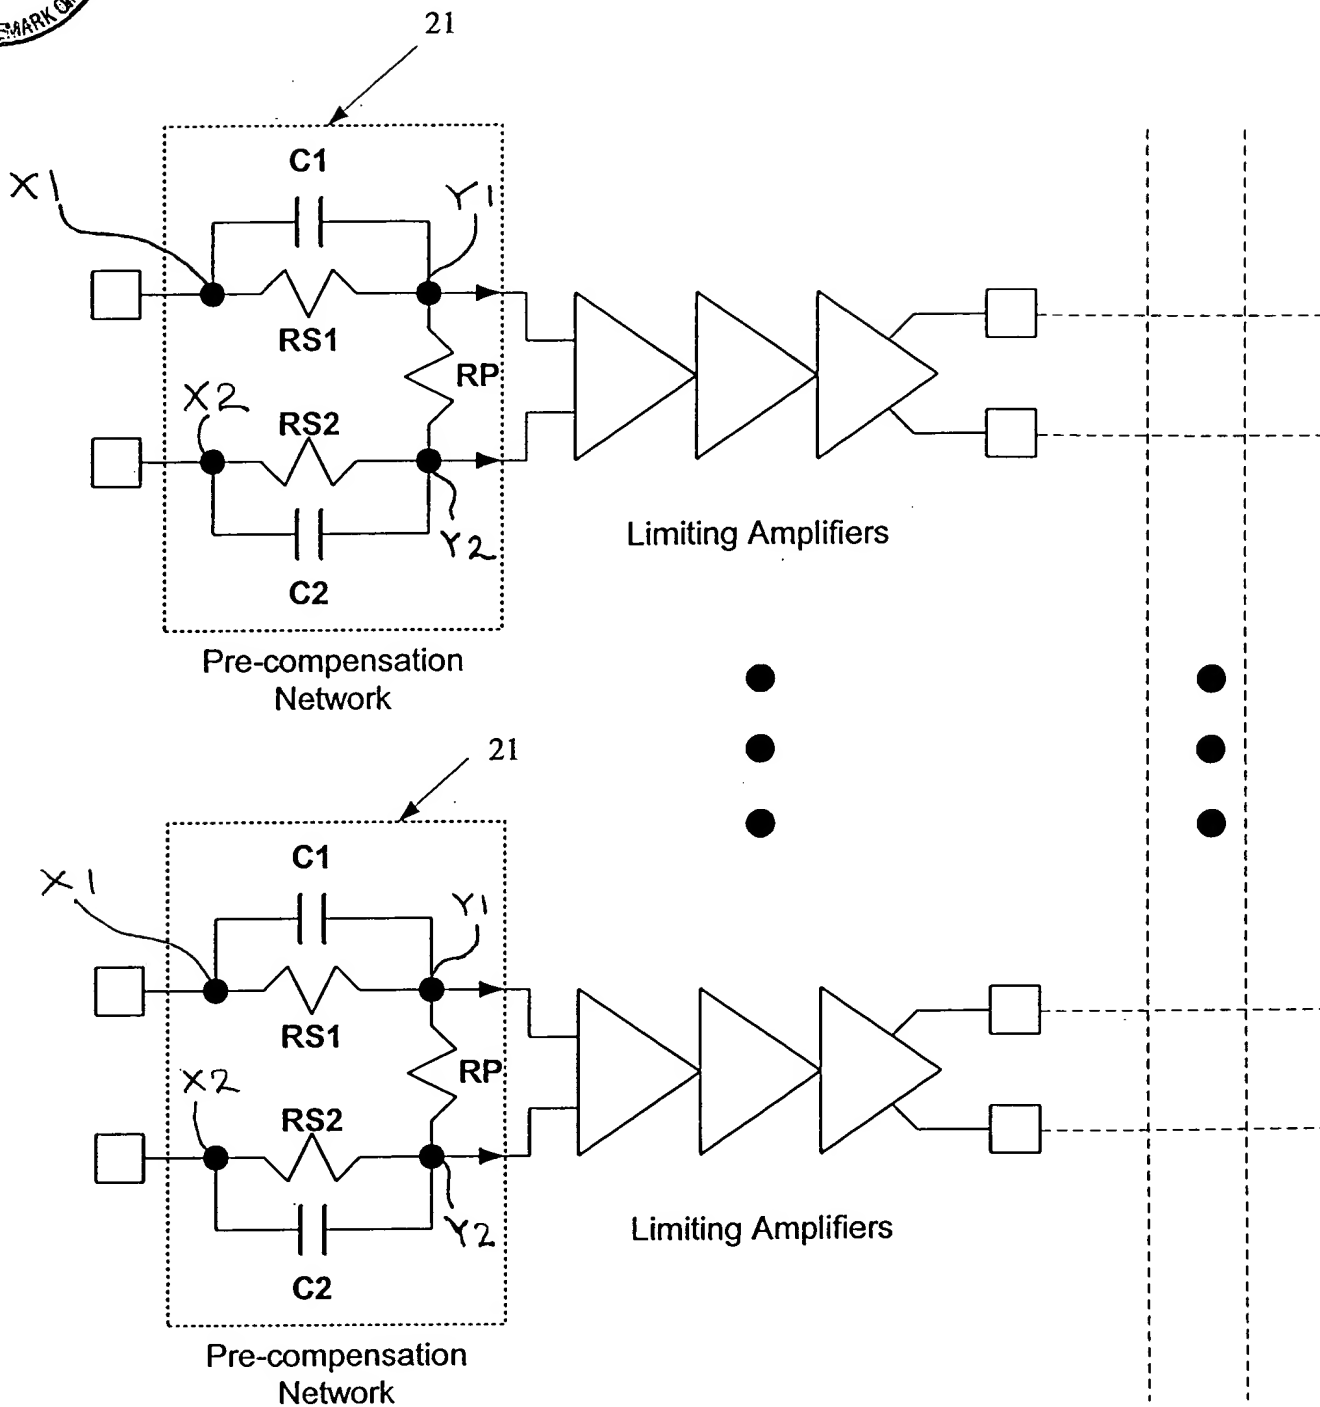 21
C1
X1
Y1
RS1
RP
X2
RS2
Y2
C2
Limiting Amplifiers
Pre-compensation
Network
21
C1
X1
Y1
RS1
RP
X2
RS2
Y2
C2
Limiting Amplifiers
Pre-compensation
Network